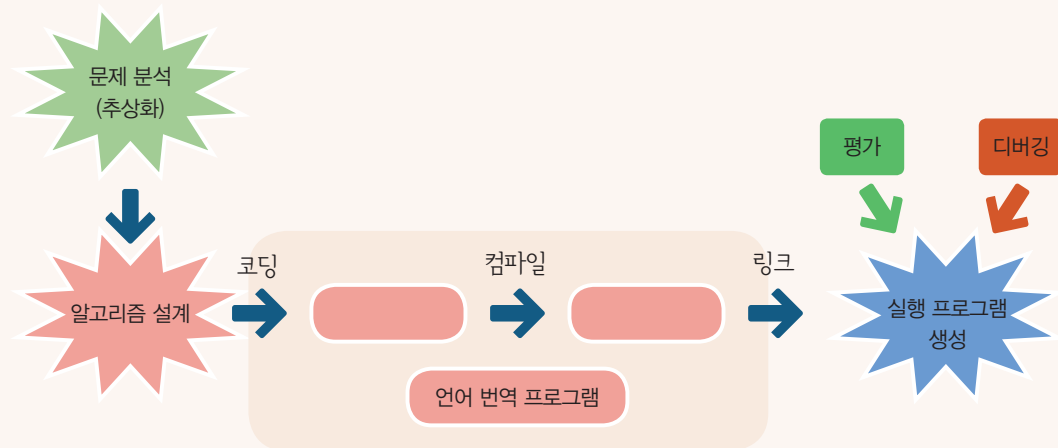 문제 분석
(추상화)
평가
디버깅
코딩
컴파일
링크
알고리즘 설계
실행 프로그램
생성
언어 번역 프로그램